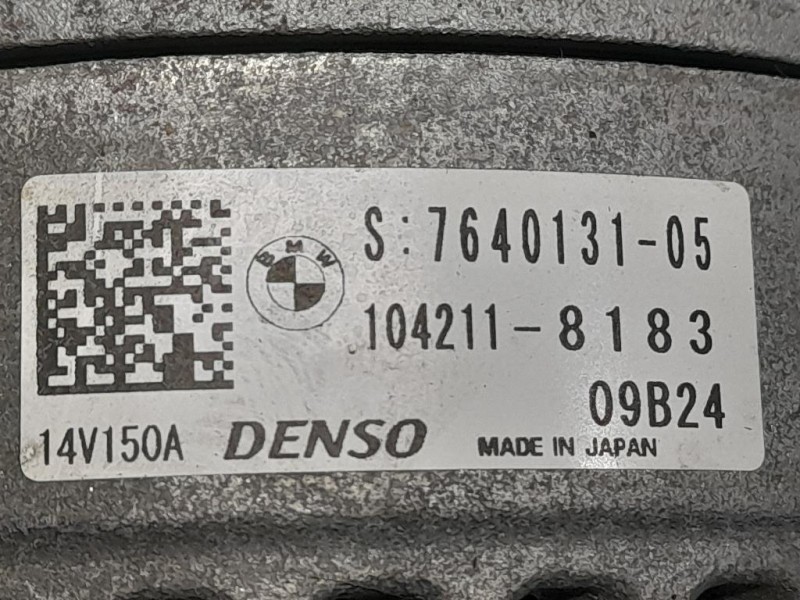 S:7640131-05
BMW
104211-8183
09B24
14V150A DENSO MADE IN JAPAN